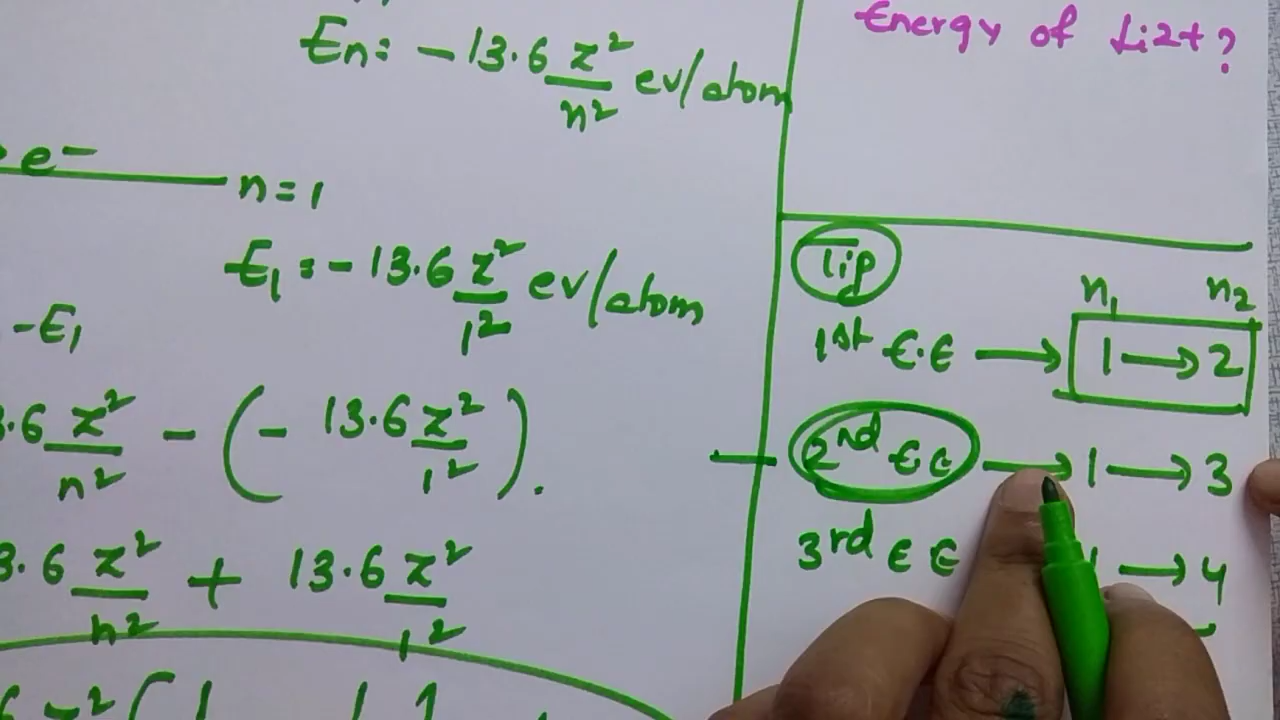 En = -13.6 z²/n² ev/atom
e-
n=1
E1 = -13.6 z²/1² ev/atom
-E1
3.6 z²/n² - (- 13.6 z²/1²).
3.6 z²/n² + 13.6 z²/1²
Energy of Li2+?
Tip
n1 n2
1st E.E → 1 → 2
2nd E E → 1 → 3
3rd E E 1 → 4